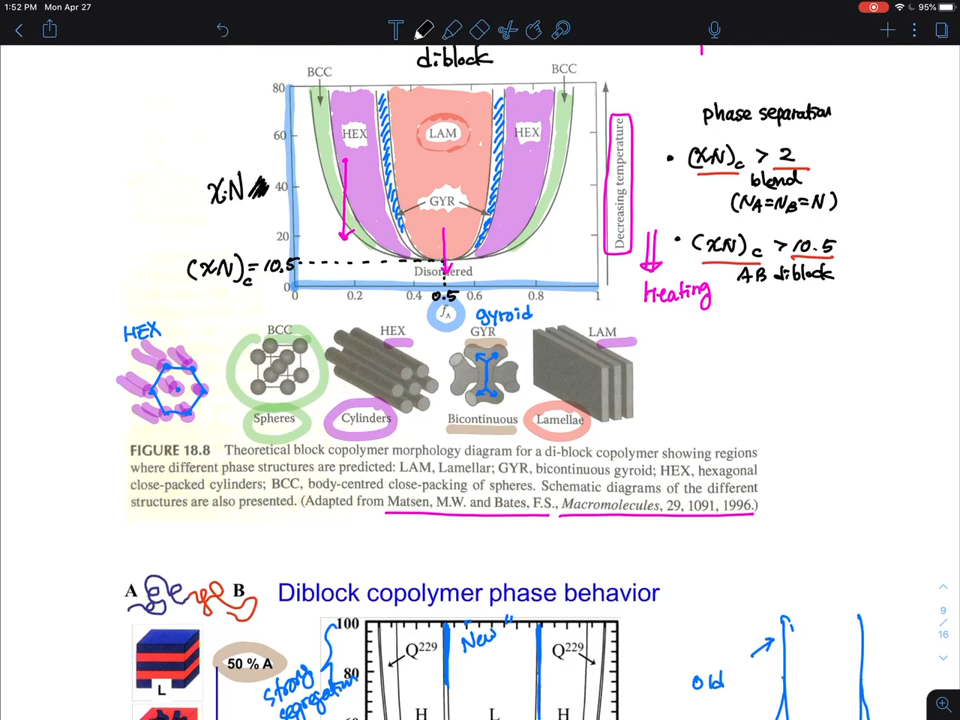 1:52 PM Mon Apr 27
95%
diblock
BCC
BCC
80
60
40
20
0
HEX
LAM
HEX
GYR
Disordered
χ·N
(χN)c = 10.5
0
0.2
0.4
0.5
0.6
0.8
1
fA
Decreasing temperature
Heating
phase separation
• (χN)c > 2
blend
(NA=NB=N)
• (χN)c > 10.5
AB diblock
HEX
gyroid
BCC
HEX
GYR
LAM
Spheres
Cylinders
Bicontinuous
Lamellae
FIGURE 18.8 Theoretical block copolymer morphology diagram for a di-block copolymer showing regions
where different phase structures are predicted: LAM, Lamellar; GYR, bicontinuous gyroid; HEX, hexagonal
close-packed cylinders; BCC, body-centred close-packing of spheres. Schematic diagrams of the different
structures are also presented. (Adapted from Matsen, M.W. and Bates, F.S., Macromolecules, 29, 1091, 1996.)
A
B
Diblock copolymer phase behavior
L
50 % A
strong
segregation
100
80
Q229
"New"
Q229
H
L
H
old
9
/
16